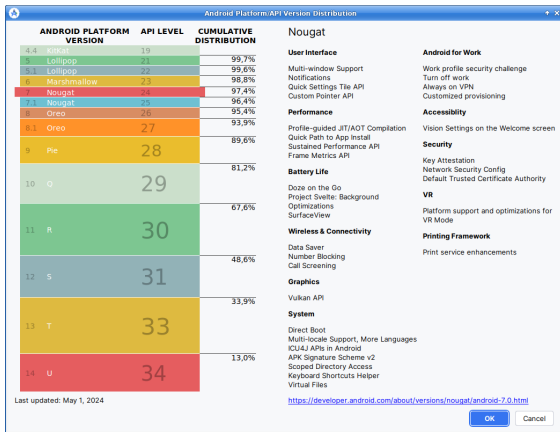 Android Platform/API Version Distribution
ANDROID PLATFORM VERSION API LEVEL CUMULATIVE DISTRIBUTION
4.4 KitKat 19
5 Lollipop 21 99,7%
5.1 Lollipop 22 99,6%
6 Marshmallow 23 98,8%
7 Nougat 24 97,4%
7.1 Nougat 25 96,4%
8 Oreo 26 95,4%
8.1 Oreo 27 93,9%
9 Pie 28 89,6%
10 Q 29 81,2%
11 R 30 67,6%
12 S 31 48,6%
13 T 33 33,9%
14 U 34 13,0%
Last updated: May 1, 2024
Nougat
User Interface
Multi-window Support
Notifications
Quick Settings Tile API
Custom Pointer API
Performance
Profile-guided JIT/AOT Compilation
Quick Path to App Install
Sustained Performance API
Frame Metrics API
Battery Life
Doze on the Go
Project Svelte: Background
Optimizations
SurfaceView
Wireless & Connectivity
Data Saver
Number Blocking
Call Screening
Graphics
Vulkan API
System
Direct Boot
Multi-locale Support, More Languages
ICU4J APIs in Android
APK Signature Scheme v2
Scoped Directory Access
Keyboard Shortcuts Helper
Virtual Files
Android for Work
Work profile security challenge
Turn off work
Always on VPN
Customized provisioning
Accessiblity
Vision Settings on the Welcome screen
Security
Key Attestation
Network Security Config
Default Trusted Certificate Authority
VR
Platform support and optimizations for
VR Mode
Printing Framework
Print service enhancements
https://developer.android.com/about/versions/nougat/android-7.0.html
OK
Cancel